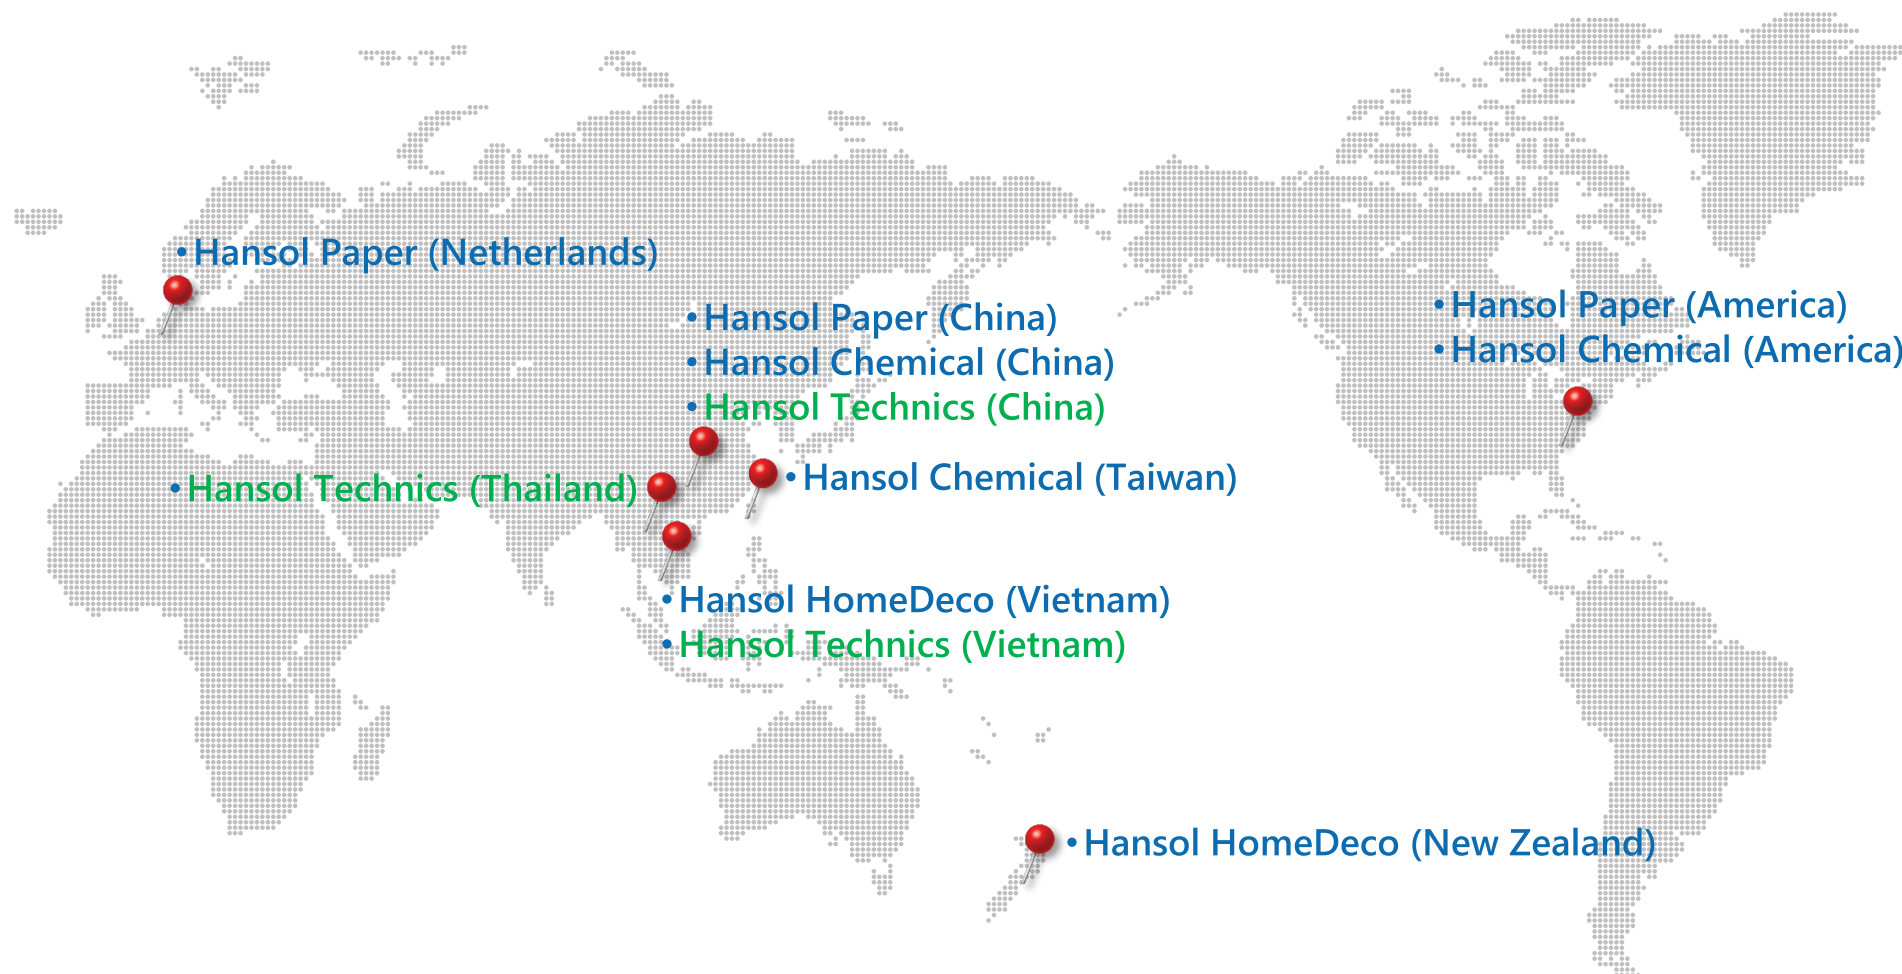 • Hansol Paper (Netherlands)
• Hansol Paper (China)
• Hansol Chemical (China)
• Hansol Technics (China)
• Hansol Paper (America)
• Hansol Chemical (America)
• Hansol Technics (Thailand)
• Hansol Chemical (Taiwan)
• Hansol HomeDeco (Vietnam)
• Hansol Technics (Vietnam)
• Hansol HomeDeco (New Zealand)